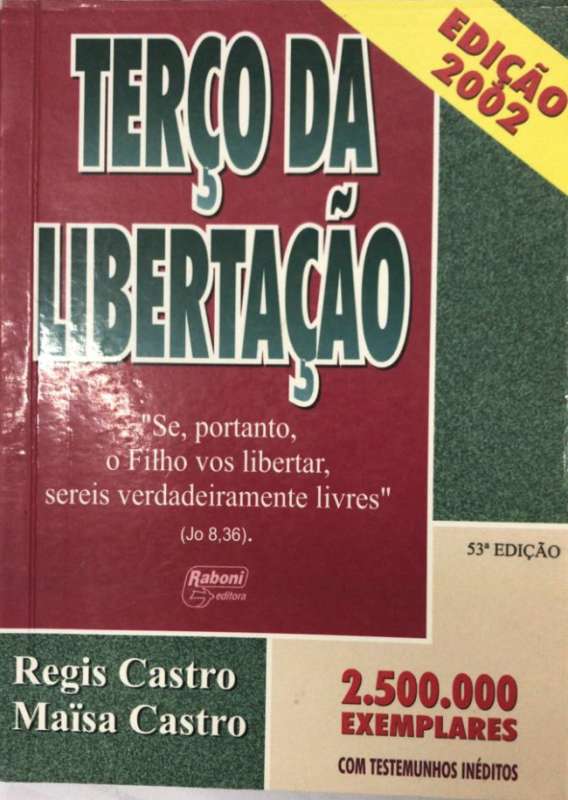 EDIÇÃO
2002
TERÇO DA
LIBERTAÇÃO
"Se, portanto,
o Filho vos libertar,
sereis verdadeiramente livres"
(Jo 8,36).
Raboni
editora
53ª EDIÇÃO
Regis Castro
Maïsa Castro
2.500.000
EXEMPLARES
COM TESTEMUNHOS INÉDITOS